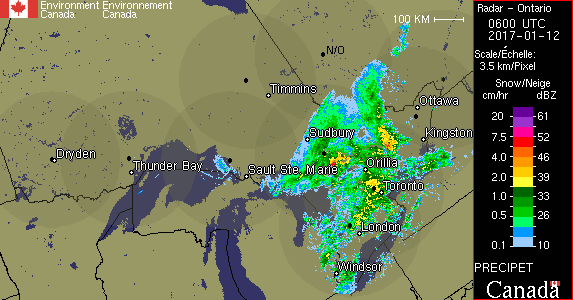 Environment Environnement
Canada Canada
100 KM
N/O
Timmins
Ottawa
Sudbury
Kingston
Dryden
Thunder Bay
Sault Ste. Marie
Orillia
Toronto
London
Windsor
Radar - Ontario
0600 UTC
2017-01-12
Scale/Échelle:
3.5 km/Pixel
Snow/Neige
cm/hr dBZ
20 61
7.5 52
4.0 46
2.0 39
1.0 33
0.5 26
0.1 10
PRECIPET
Canada